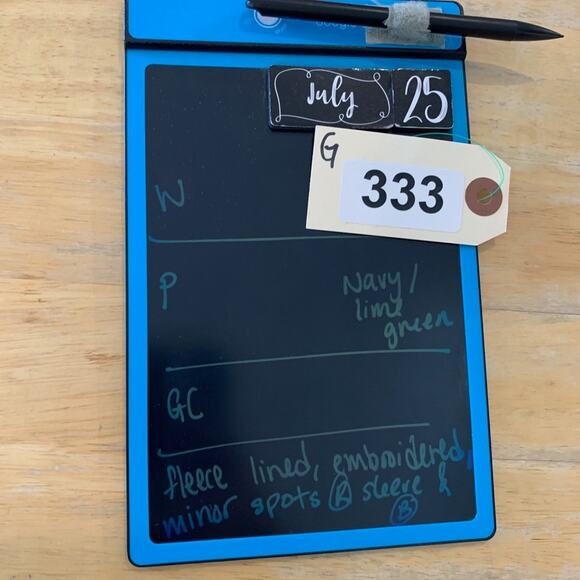 July 25
G
333
W
P
Navy/
lime
green
GC
fleece lined, embroidered,
minor spots R sleeve &
B